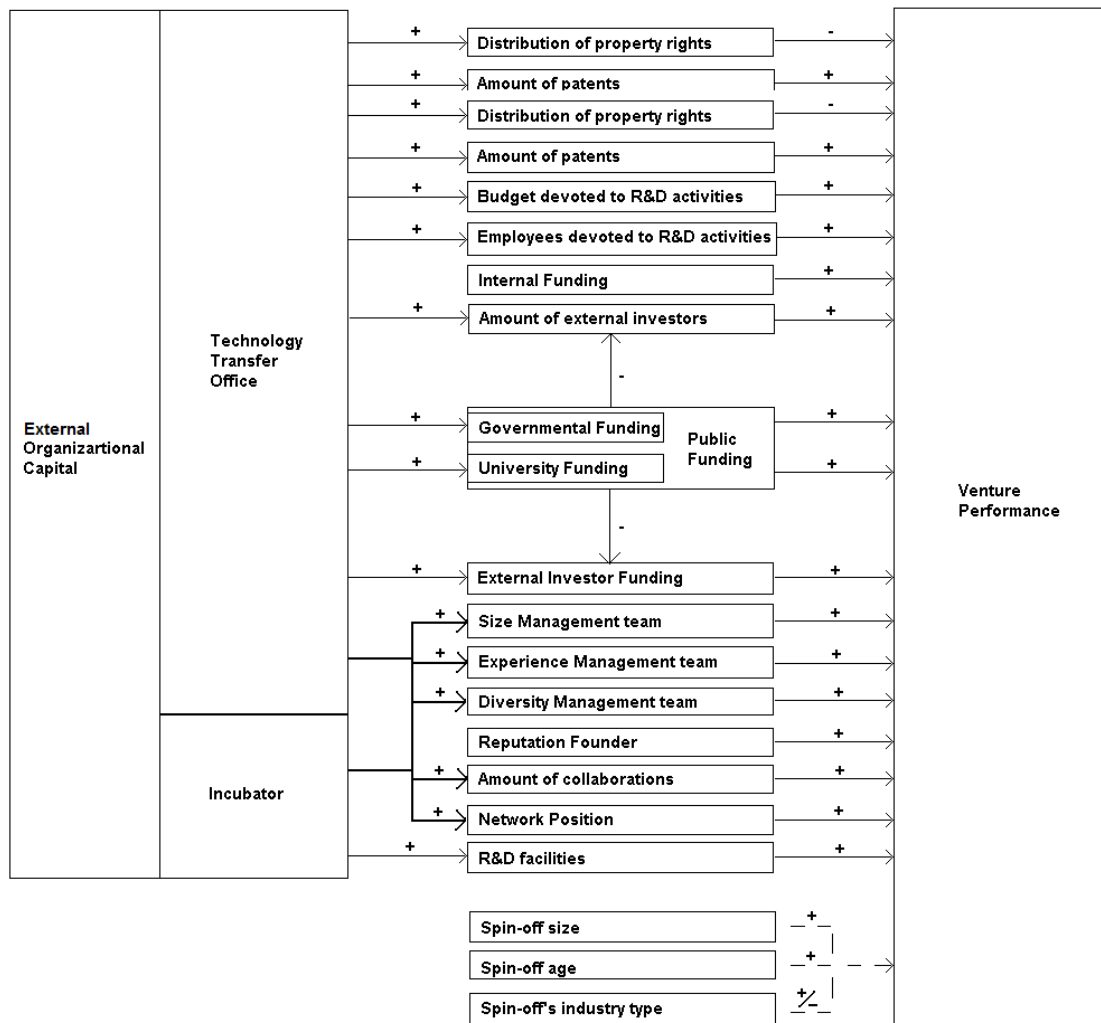 +
Distribution of property rights
-
+
Amount of patents
+
+
Distribution of property rights
-
+
Amount of patents
+
+
Budget devoted to R&D activities
+
+
Employees devoted to R&D activities
+
Internal Funding
+
+
Amount of external investors
+
Technology
Transfer
Office
-
External
Organizartional
Capital
+
Governmental Funding
+
Public
Funding
+
University Funding
+
Venture
Performance
-
+
External Investor Funding
+
+
Size Management team
+
+
Experience Management team
+
+
Diversity Management team
+
Reputation Founder
+
Incubator
+
Amount of collaborations
+
+
Network Position
+
+
R&D facilities
+
Spin-off size
+
Spin-off age
+
Spin-off's industry type
+/-